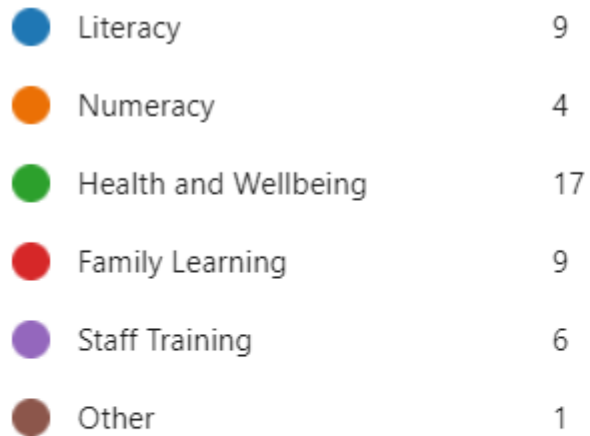 Literacy 9
Numeracy 4
Health and Wellbeing 17
Family Learning 9
Staff Training 6
Other 1